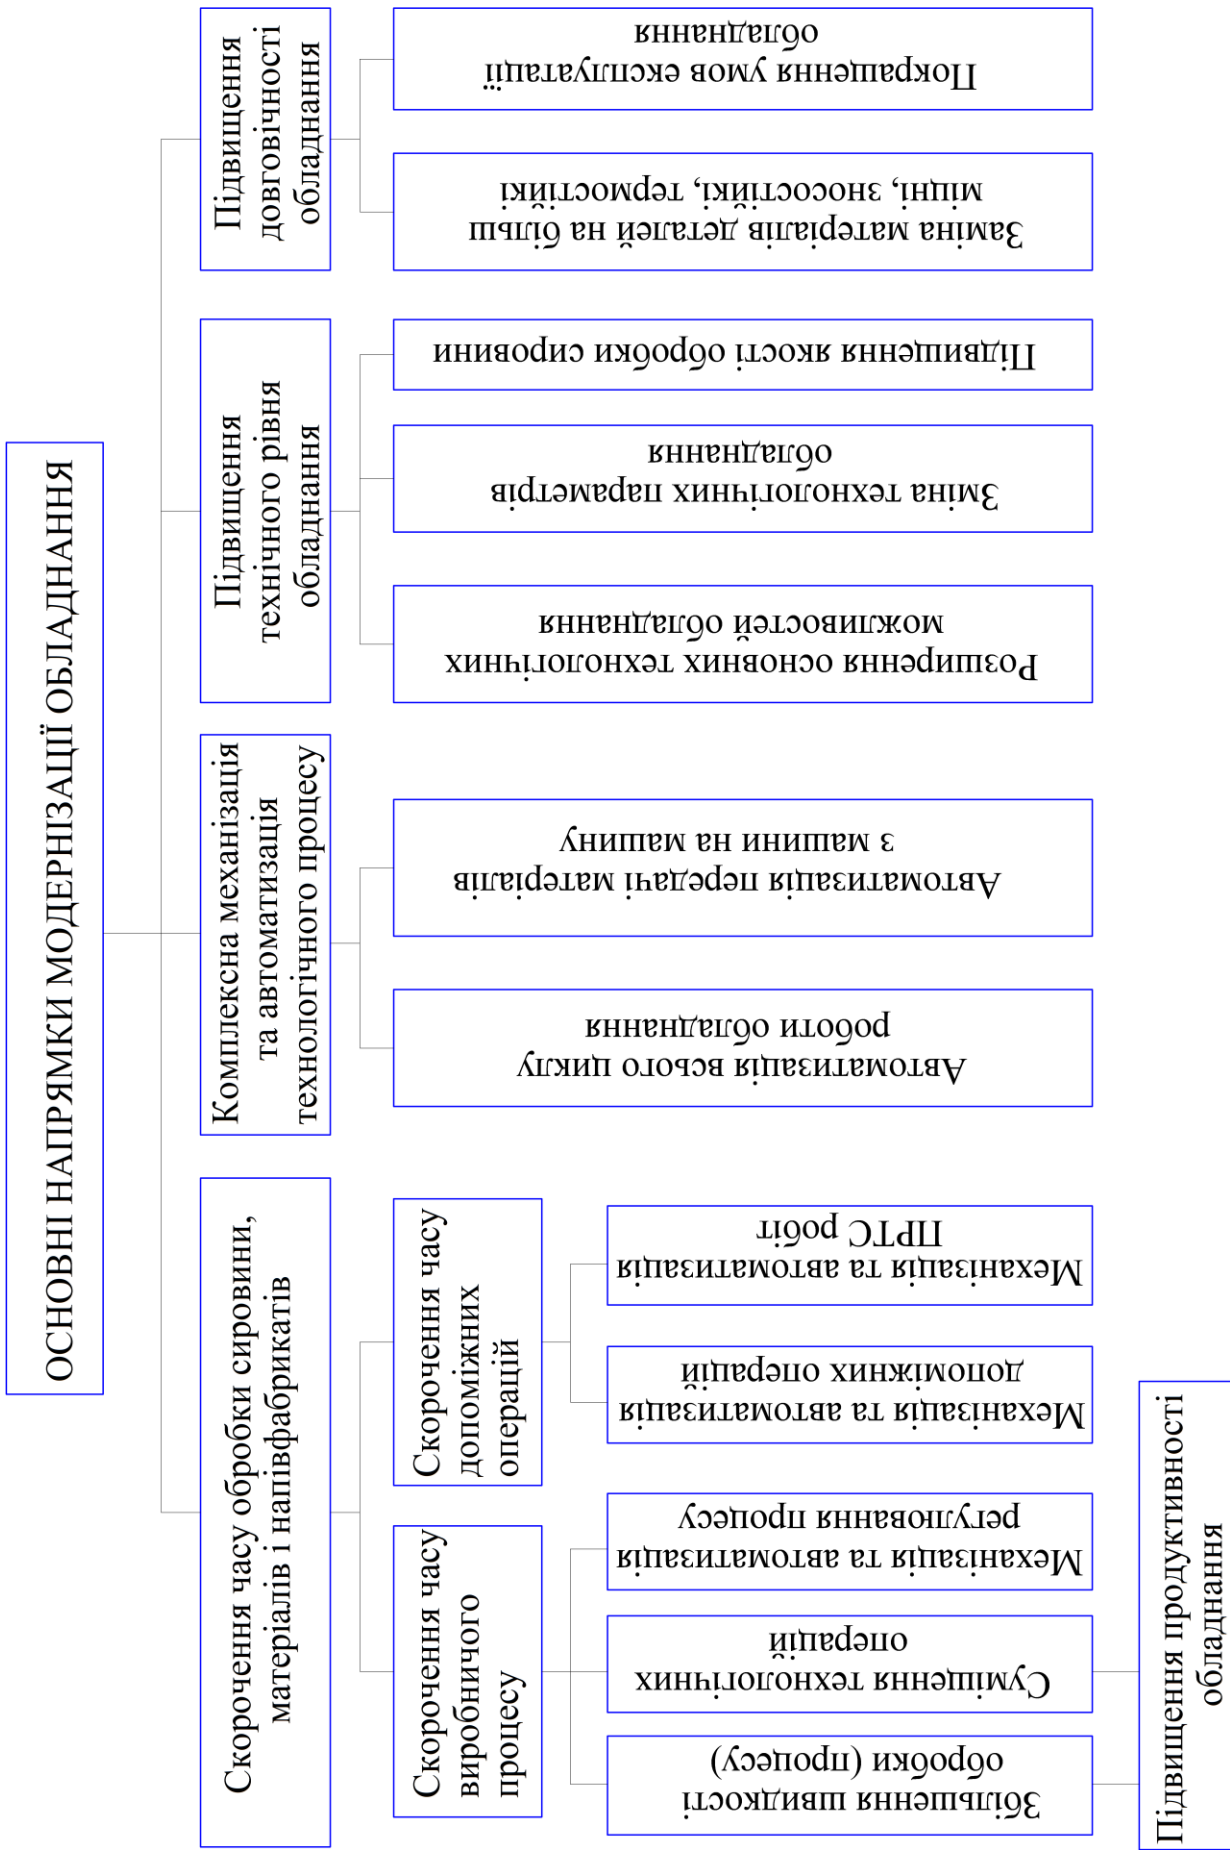 ОСНОВНІ НАПРЯМКИ МОДЕРНІЗАЦІЇ ОБЛАДНАННЯ
Скорочення часу обробки сировини,
матеріалів і напівфабрикатів
Скорочення часу
виробничого
процесу
Збільшення швидкості
обробки (процесу)
Суміщення технологічних
операцій
Механізація та автоматизація
регулювання процесу
Підвищення продуктивності
обладнання
Скорочення часу
допоміжних
операцій
Механізація та автоматизація
допоміжних операцій
Механізація та автоматизація
ПРТС робіт
Комплексна механізація
та автоматизація
технологічного процесу
Автоматизація всього циклу
роботи обладнання
Автоматизація передачі матеріалів
з машини на машину
Підвищення
технічного рівня
обладнання
Розширення основних технологічних
можливостей обладнання
Зміна технологічних параметрів
обладнання
Підвищення якості обробки сировини
Підвищення
довговічності
обладнання
Заміна матеріалів деталей на більш
міцні, зносостійкі, термостійкі
Покращення умов експлуатації
обладнання